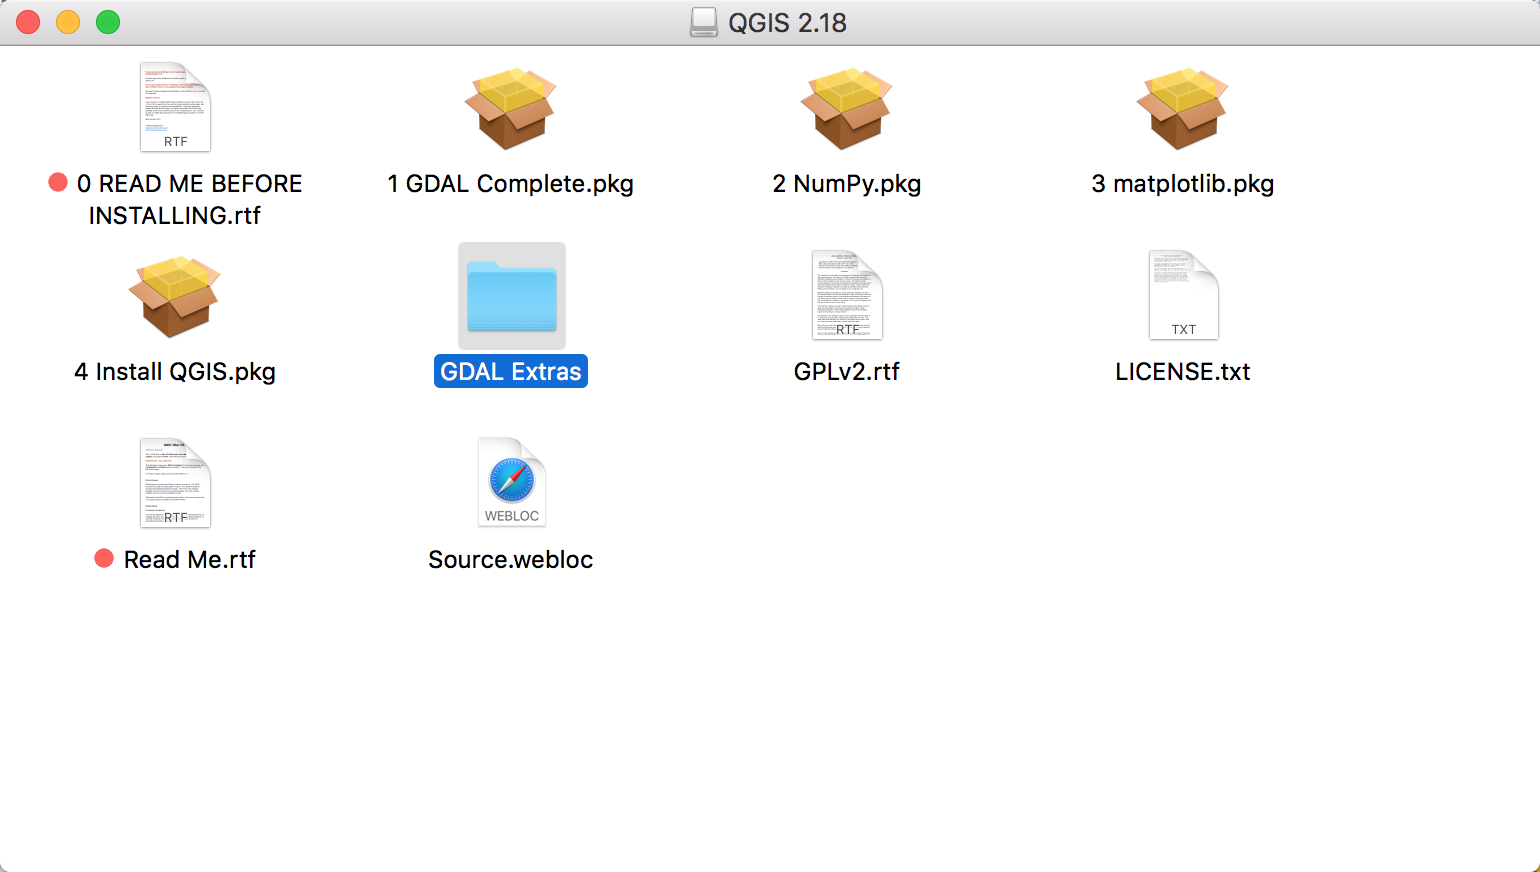 QGIS 2.18
RTF
0 READ ME BEFORE
INSTALLING.rtf
1 GDAL Complete.pkg
2 NumPy.pkg
3 matplotlib.pkg
4 Install QGIS.pkg
GDAL Extras
RTF
GPLv2.rtf
TXT
LICENSE.txt
RTF
Read Me.rtf
WEBLOC
Source.webloc